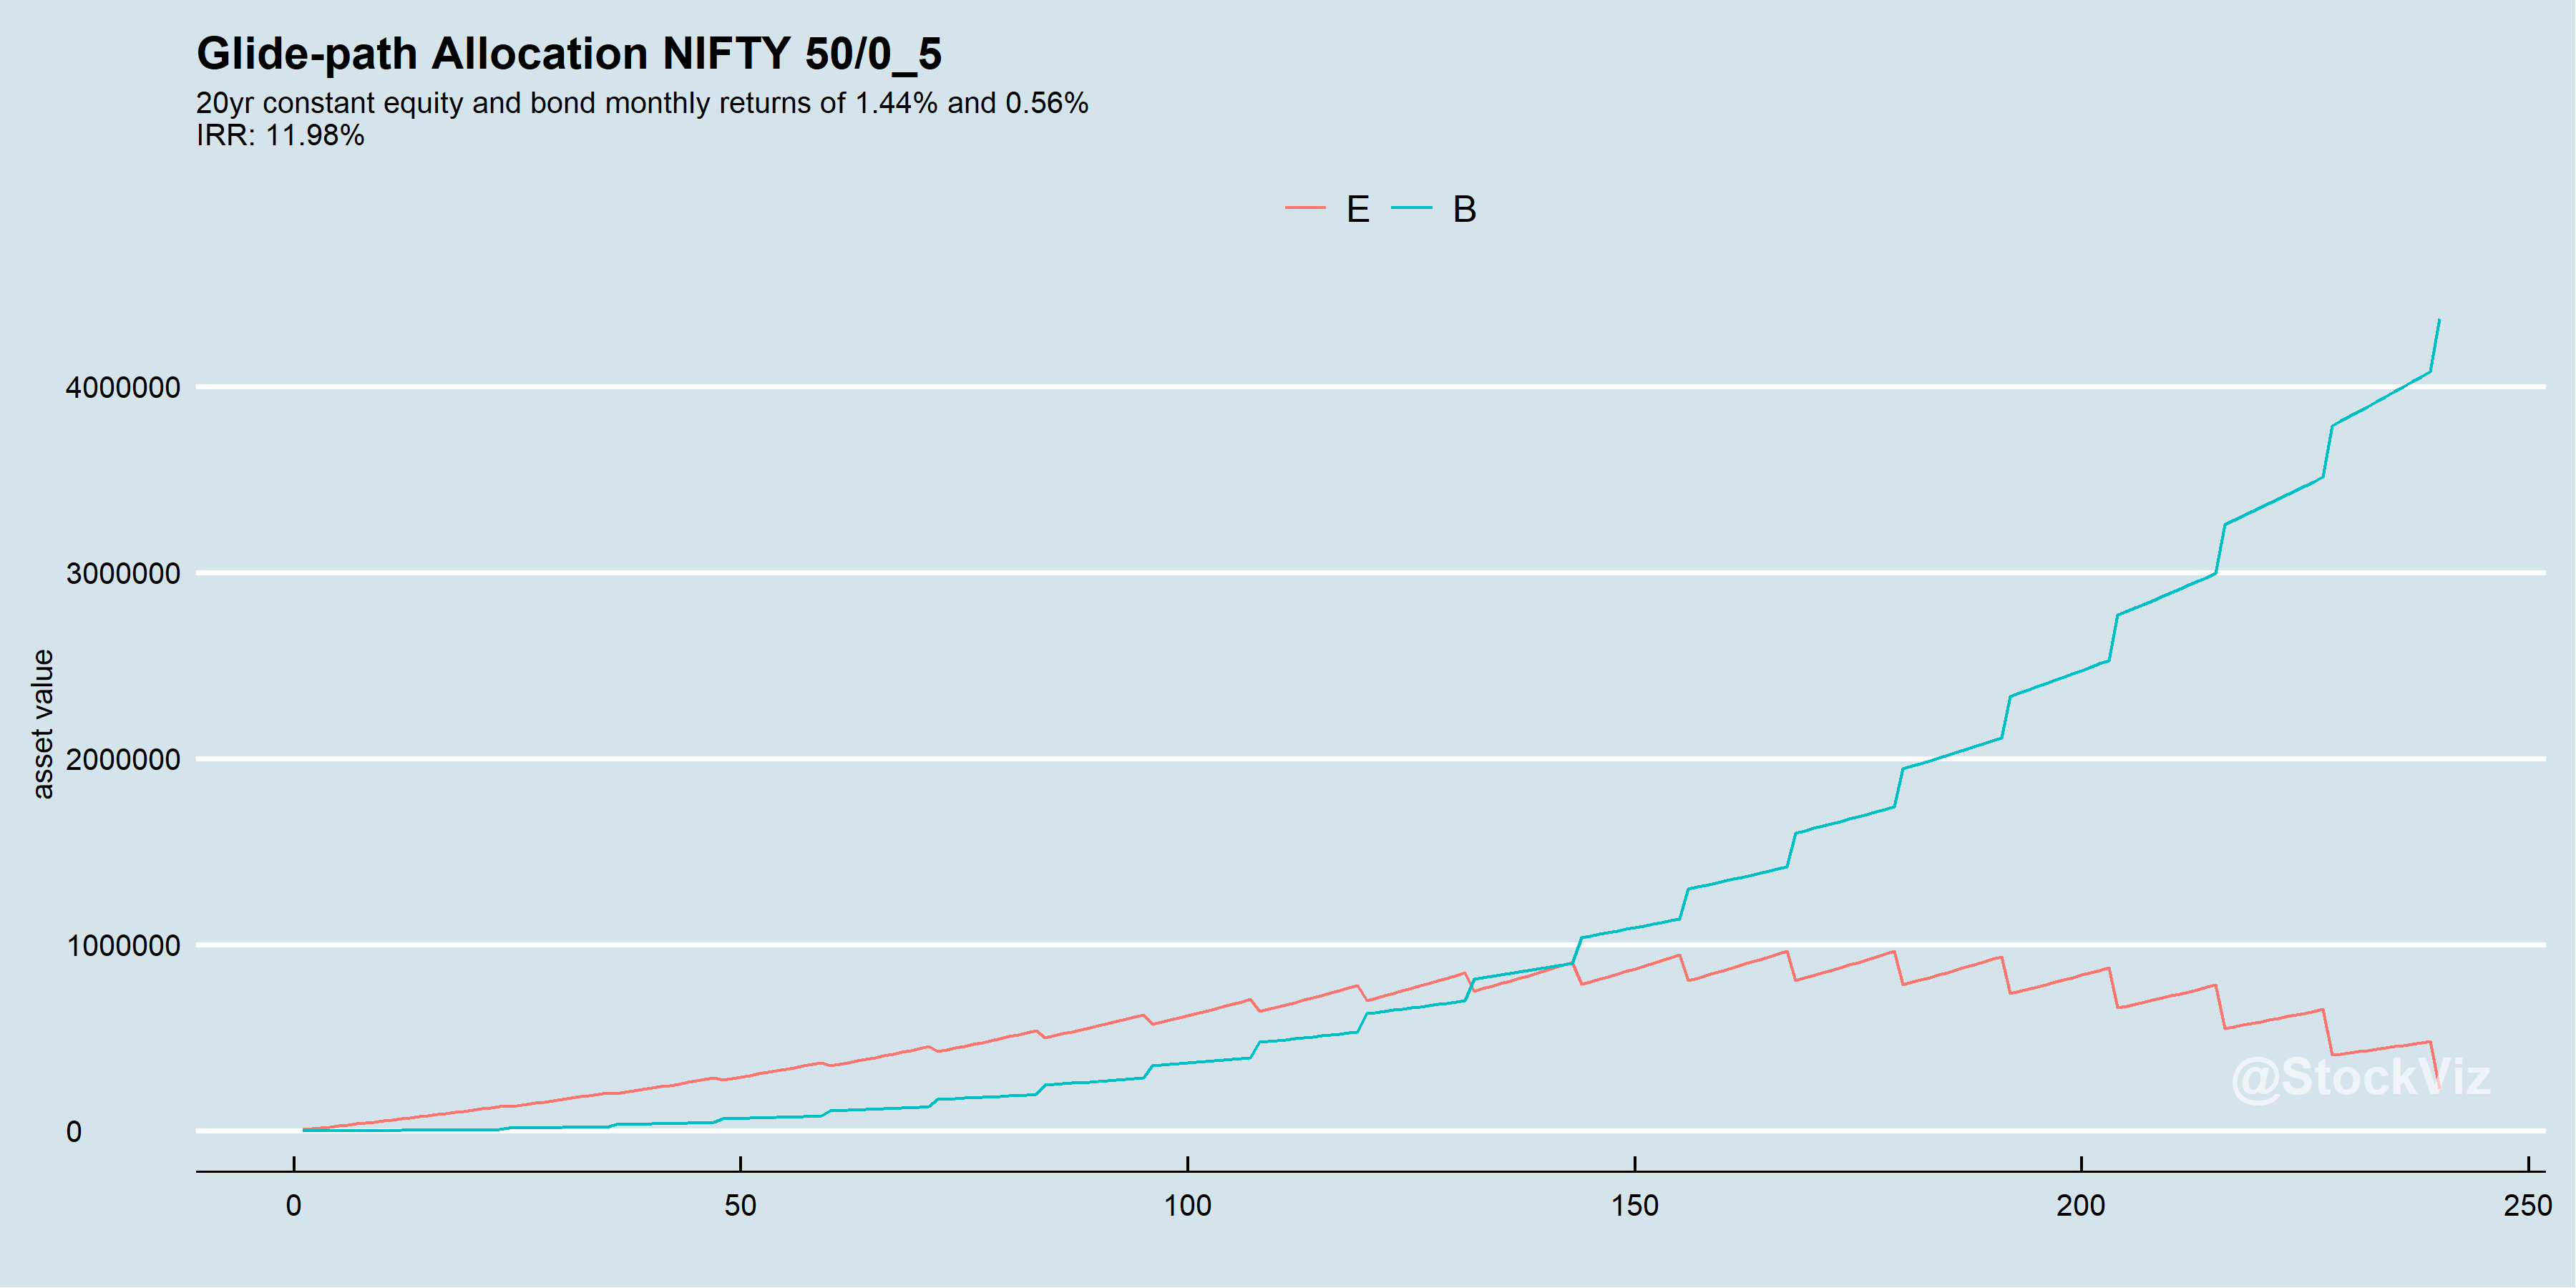 Glide-path Allocation NIFTY 50/0_5
20yr constant equity and bond monthly returns of 1.44% and 0.56%
IRR: 11.98%
E B
asset value
4000000
3000000
2000000
1000000
0
@StockViz
0 50 100 150 200 250